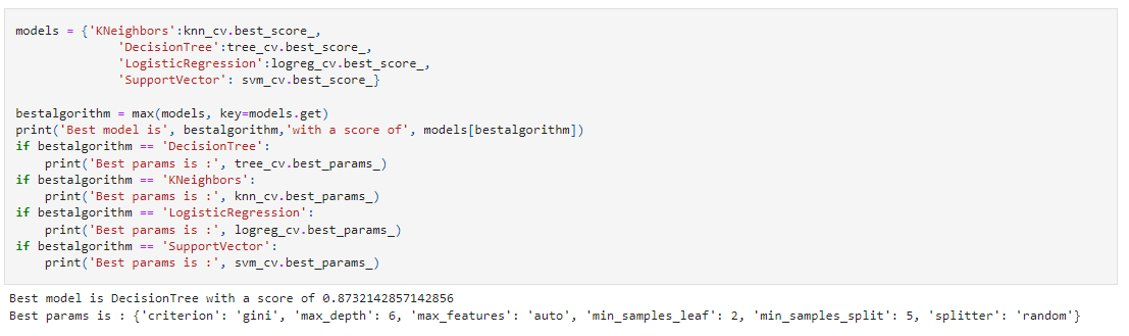 models = {'KNeighbors':knn_cv.best_score_,
              'DecisionTree':tree_cv.best_score_,
              'LogisticRegression':logreg_cv.best_score_,
              'SupportVector': svm_cv.best_score_}

bestalgorithm = max(models, key=models.get)
print('Best model is', bestalgorithm,'with a score of', models[bestalgorithm])
if bestalgorithm == 'DecisionTree':
    print('Best params is :', tree_cv.best_params_)
if bestalgorithm == 'KNeighbors':
    print('Best params is :', knn_cv.best_params_)
if bestalgorithm == 'LogisticRegression':
    print('Best params is :', logreg_cv.best_params_)
if bestalgorithm == 'SupportVector':
    print('Best params is :', svm_cv.best_params_)
Best model is DecisionTree with a score of 0.8732142857142856
Best params is : {'criterion': 'gini', 'max_depth': 6, 'max_features': 'auto', 'min_samples_leaf': 2, 'min_samples_split': 5, 'splitter': 'random'}